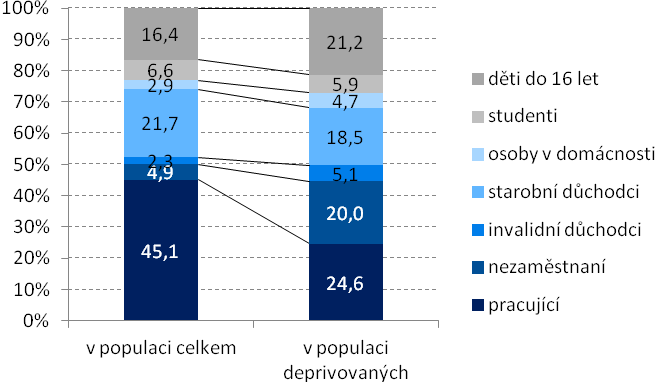 100%
90%
80%
70%
60%
50%
40%
30%
20%
10%
0%
16,4
6,6
2,9
21,7
2,3
4,9
45,1
21,2
5,9
4,7
18,5
5,1
20,0
24,6
v populaci celkem
v populaci
deprivovaných
děti do 16 let
studenti
osoby v domácnosti
starobní důchodci
invalidní důchodci
nezaměstnaní
pracující